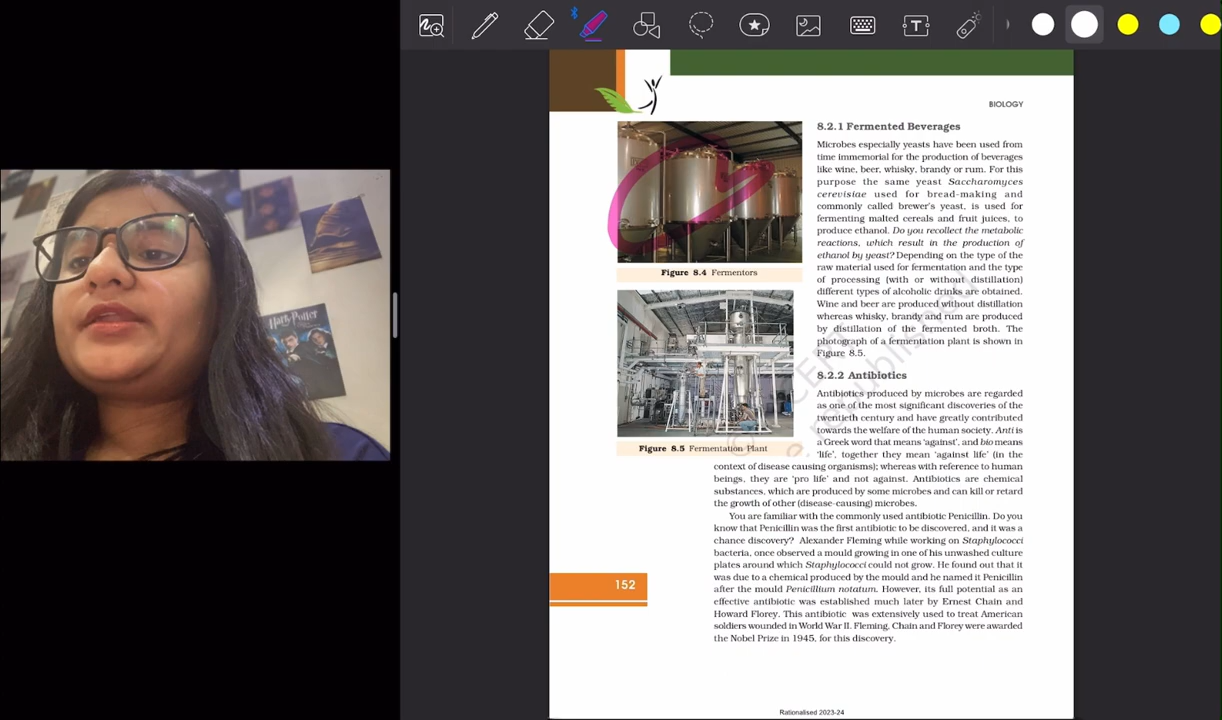 BIOLOGY
8.2.1 Fermented Beverages
Microbes especially yeasts have been used from
time immemorial for the production of beverages
like wine, beer, whisky, brandy or rum. For this
purpose the same yeast Saccharomyces
cerevisiae used for bread-making and
commonly called brewer's yeast, is used for
fermenting malted cereals and fruit juices, to
produce ethanol. Do you recollect the metabolic
reactions, which result in the production of
ethanol by yeast? Depending on the type of the
raw material used for fermentation and the type
of processing (with or without distillation)
different types of alcoholic drinks are obtained.
Wine and beer are produced without distillation
whereas whisky, brandy and rum are produced
by distillation of the fermented broth. The
photograph of a fermentation plant is shown in
Figure 8.5.
Figure 8.4 Fermentors
Figure 8.5 Fermentation Plant
8.2.2 Antibiotics
Antibiotics produced by microbes are regarded
as one of the most significant discoveries of the
twentieth century and have greatly contributed
towards the welfare of the human society. Anti is
a Greek word that means 'against', and bio means
'life', together they mean 'against life' (in the
context of disease causing organisms); whereas with reference to human
beings, they are 'pro life' and not against. Antibiotics are chemical
substances, which are produced by some microbes and can kill or retard
the growth of other (disease-causing) microbes.
You are familiar with the commonly used antibiotic Penicillin. Do you
know that Penicillin was the first antibiotic to be discovered, and it was a
chance discovery? Alexander Fleming while working on Staphylococci
bacteria, once observed a mould growing in one of his unwashed culture
plates around which Staphylococci could not grow. He found out that it
was due to a chemical produced by the mould and he named it Penicillin
after the mould Penicillium notatum. However, its full potential as an
effective antibiotic was established much later by Ernest Chain and
Howard Florey. This antibiotic was extensively used to treat American
soldiers wounded in World War II. Fleming, Chain and Florey were awarded
the Nobel Prize in 1945, for this discovery.
152
Rationalised 2023-24
Harry Potter
T